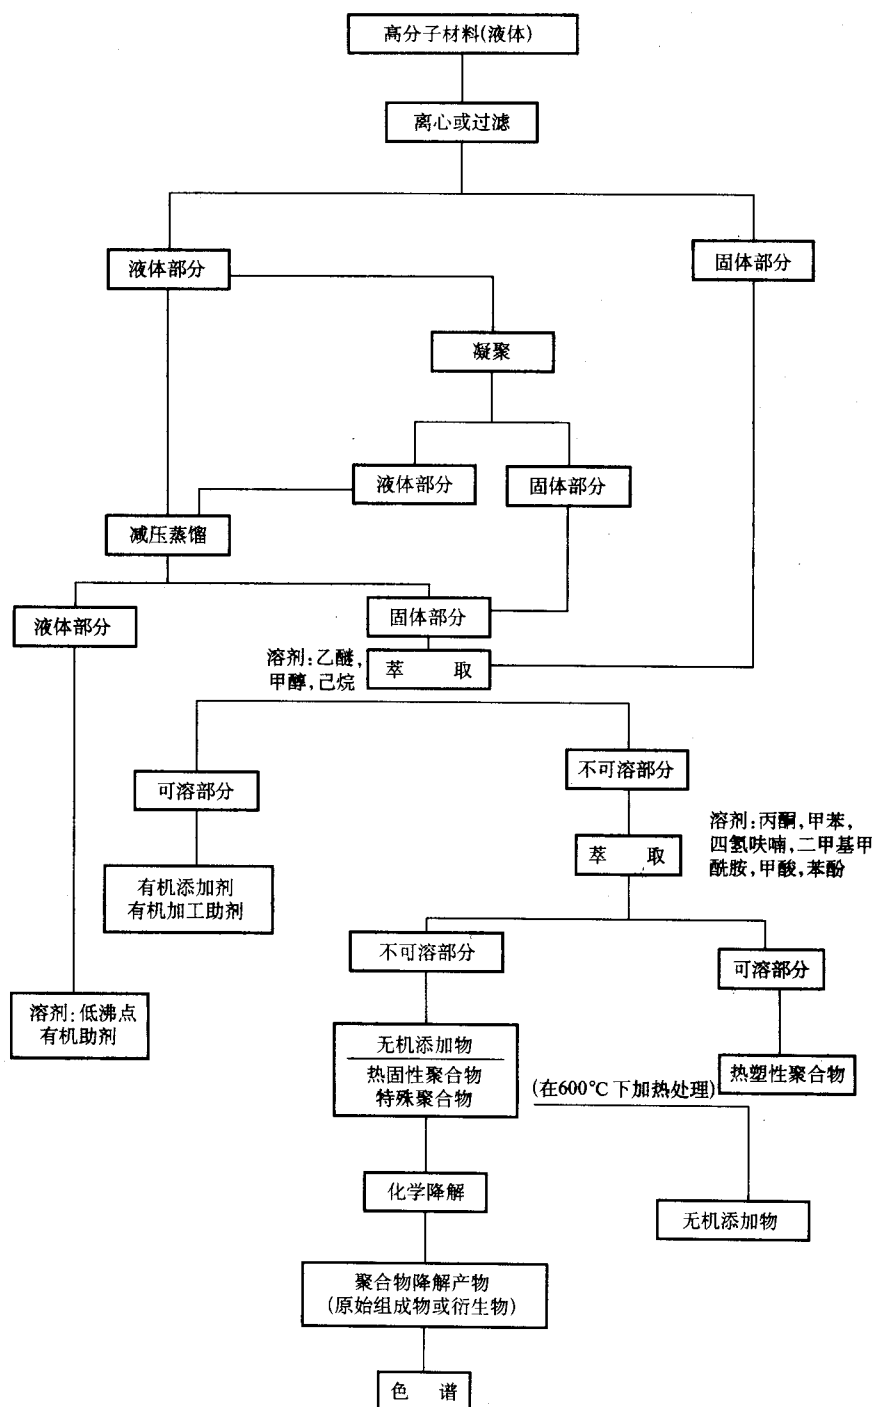 高分子材料(液体)
离心或过滤
液体部分
固体部分
凝聚
液体部分
固体部分
减压蒸馏
液体部分
固体部分
溶剂:乙醚,
甲醇,己烷
萃 取
可溶部分
不可溶部分
溶剂:丙酮,甲苯,
四氢呋喃,二甲基甲
酰胺,甲酸,苯酚
萃 取
有机添加剂
有机加工助剂
不可溶部分
可溶部分
溶剂:低沸点
有机助剂
无机添加物
热固性聚合物
特殊聚合物
(在600℃下加热处理)
热塑性聚合物
化学降解
无机添加物
聚合物降解产物
(原始组成物或衍生物)
色 谱